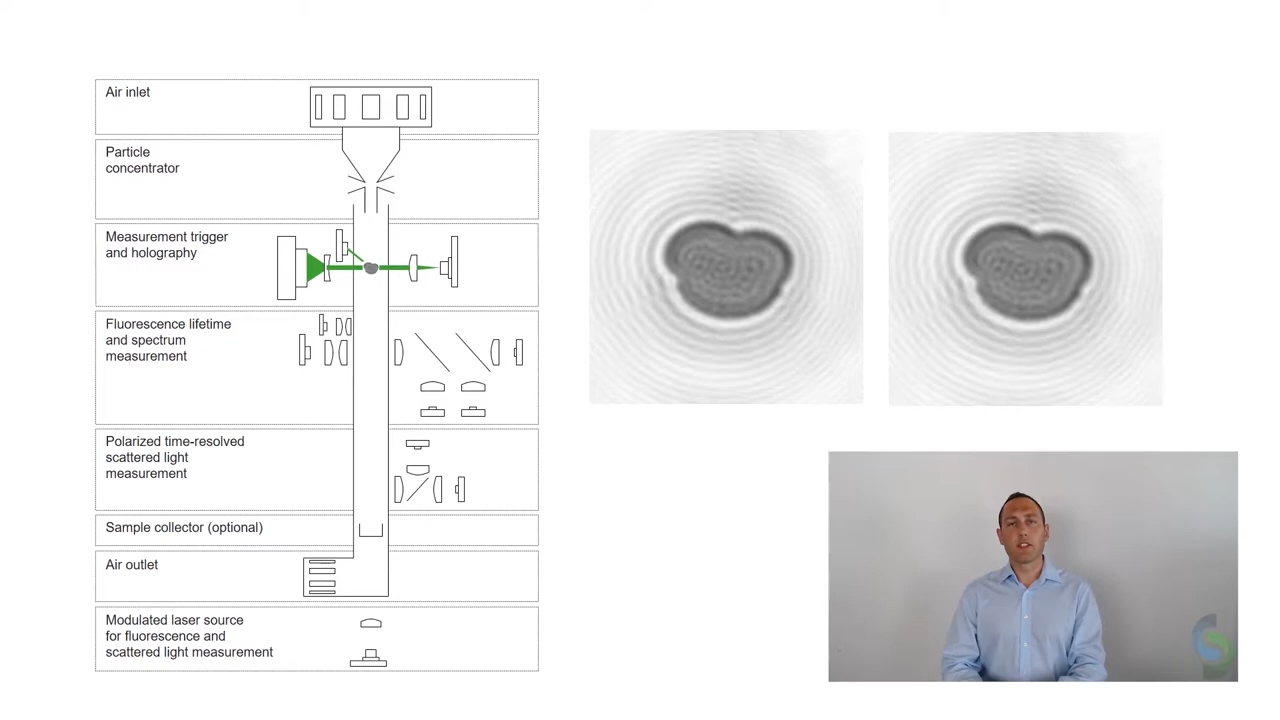 Air inlet
Particle
concentrator
Measurement trigger
and holography
Fluorescence lifetime
and spectrum
measurement
Polarized time-resolved
scattered light
measurement
Sample collector (optional)
Air outlet
Modulated laser source
for fluorescence and
scattered light measurement